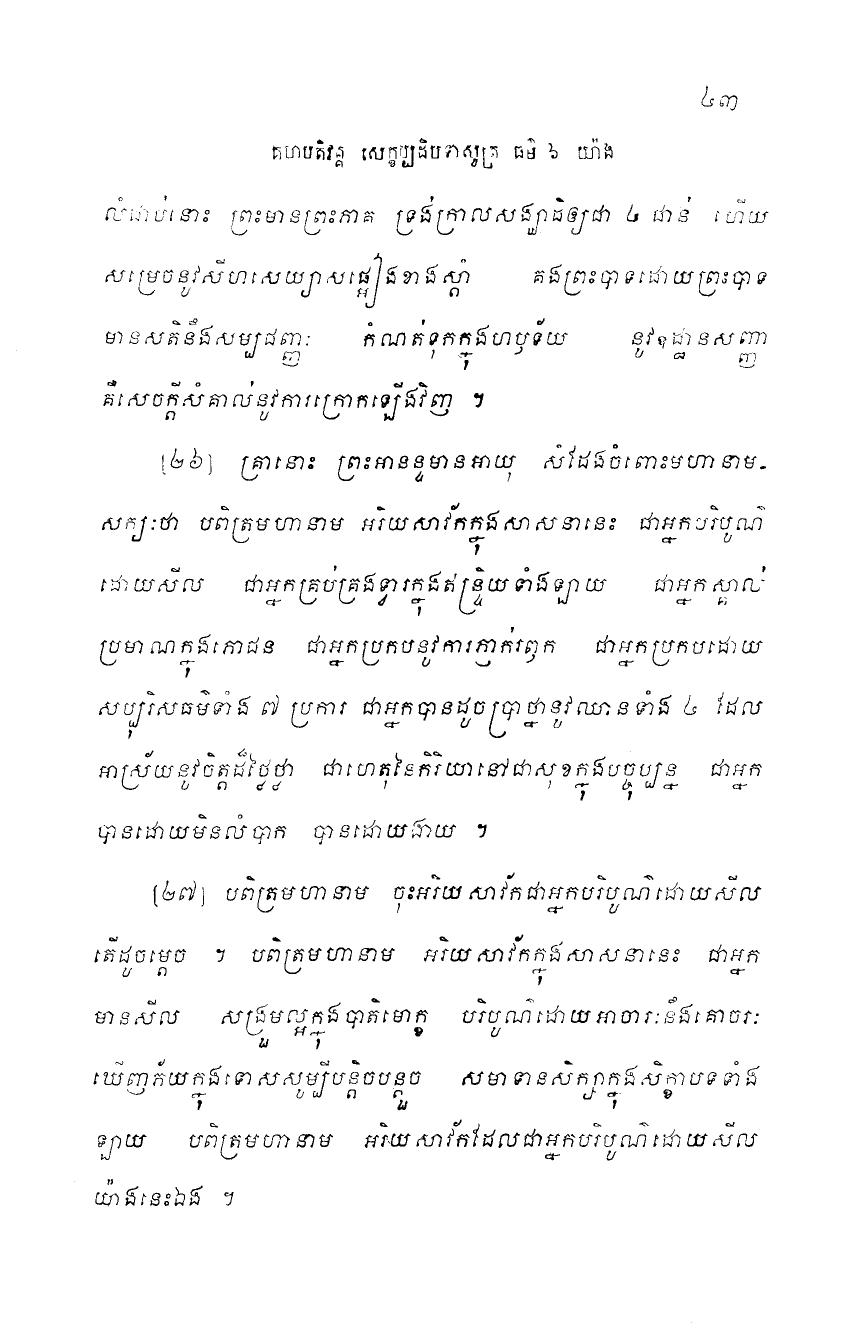 ៤៣
គហបតិវគ្គ សេក្ខប្បដិបទាសូត្រ ធម៌ ៦ យ៉ាង
លំដាប់នោះ ព្រះមានព្រះភាគ ទ្រង់ក្រាលសង្ឃាដិឲ្យជា ៤ ជាន់ ហើយ
សម្រេចនូវសីហសេយ្យាសផ្អៀងខាងស្តាំ គងព្រះបាទដោយព្រះបាទ
មានសតិនឹងសម្បជញ្ញៈ កំណត់ទុកក្នុងហឫទ័យ នូវឧដ្ឋានសញ្ញា
គឺសេចក្តីសំគាល់នូវការក្រោកឡើងវិញ ។
[២៦] គ្រានោះ ព្រះអានន្ទមានអាយុ សំដែងចំពោះមហានាម-
សក្យៈថា បពិត្រមហានាម អរិយសាវ័កក្នុងសាសនានេះ ជាអ្នកបរិបូណ៌
ដោយសីល ជាអ្នកគ្រប់គ្រងទ្វារក្នុងឥន្ទ្រិយទាំងឡាយ ជាអ្នកស្គាល់
ប្រមាណក្នុងភោជន ជាអ្នកប្រកបនូវការភ្ញាក់រឭក ជាអ្នកប្រកបដោយ
សប្បុរិសធម៌ទាំង ៧ ប្រការ ជាអ្នកបានដូចប្រាថ្នានូវឈានទាំង ៤ ដែល
អាស្រ័យនូវចិត្តដ៏ថ្លៃថ្លា ជាហេតុនៃកិរិយានៅជាសុខក្នុងបច្ចុប្បន្ន ជាអ្នក
បានដោយមិនលំបាក បានដោយងាយ ។
[២៧] បពិត្រមហានាម ចុះអរិយសាវ័កជាអ្នកបរិបូណ៌ដោយសីល
តើដូចម្តេច ។ បពិត្រមហានាម អរិយសាវ័កក្នុងសាសនានេះ ជាអ្នក
មានសីល សង្រួមល្អក្នុងបាតិមោក្ខ បរិបូណ៌ដោយអាចារៈនឹងគោចរៈ
ឃើញភ័យក្នុងទោសសូម្បីបន្តិចបន្តួច សមាទានសិក្សាក្នុងសិក្ខាបទទាំង
ឡាយ បពិត្រមហានាម អរិយសាវ័កដែលជាអ្នកបរិបូណ៌ដោយសីល
យ៉ាងនេះឯង ។